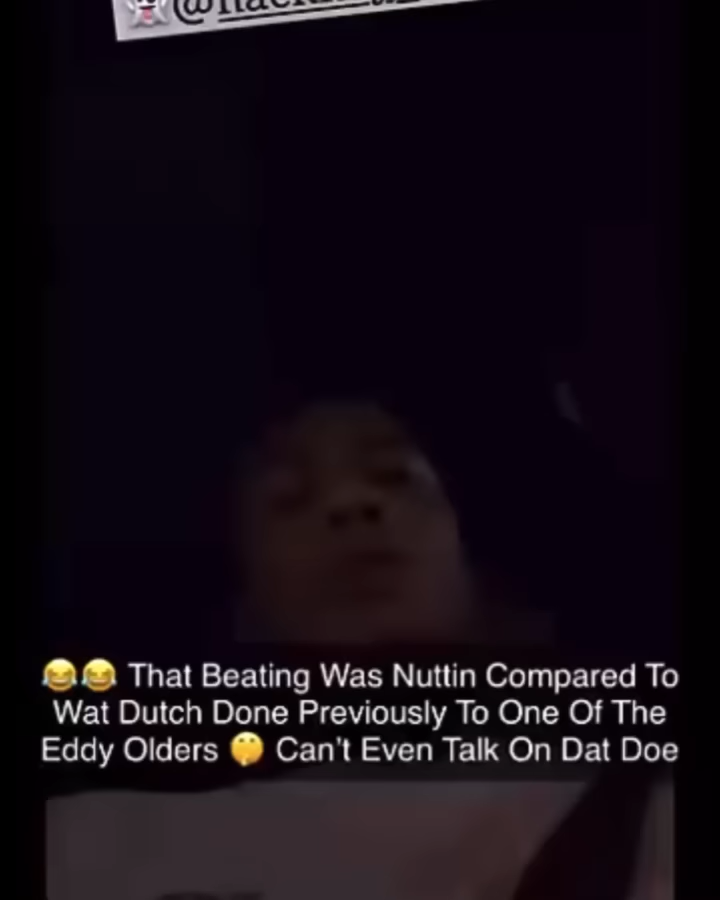 😂😂 That Beating Was Nuttin Compared To
Wat Dutch Done Previously To One Of The
Eddy Olders 🤫 Can't Even Talk On Dat Doe